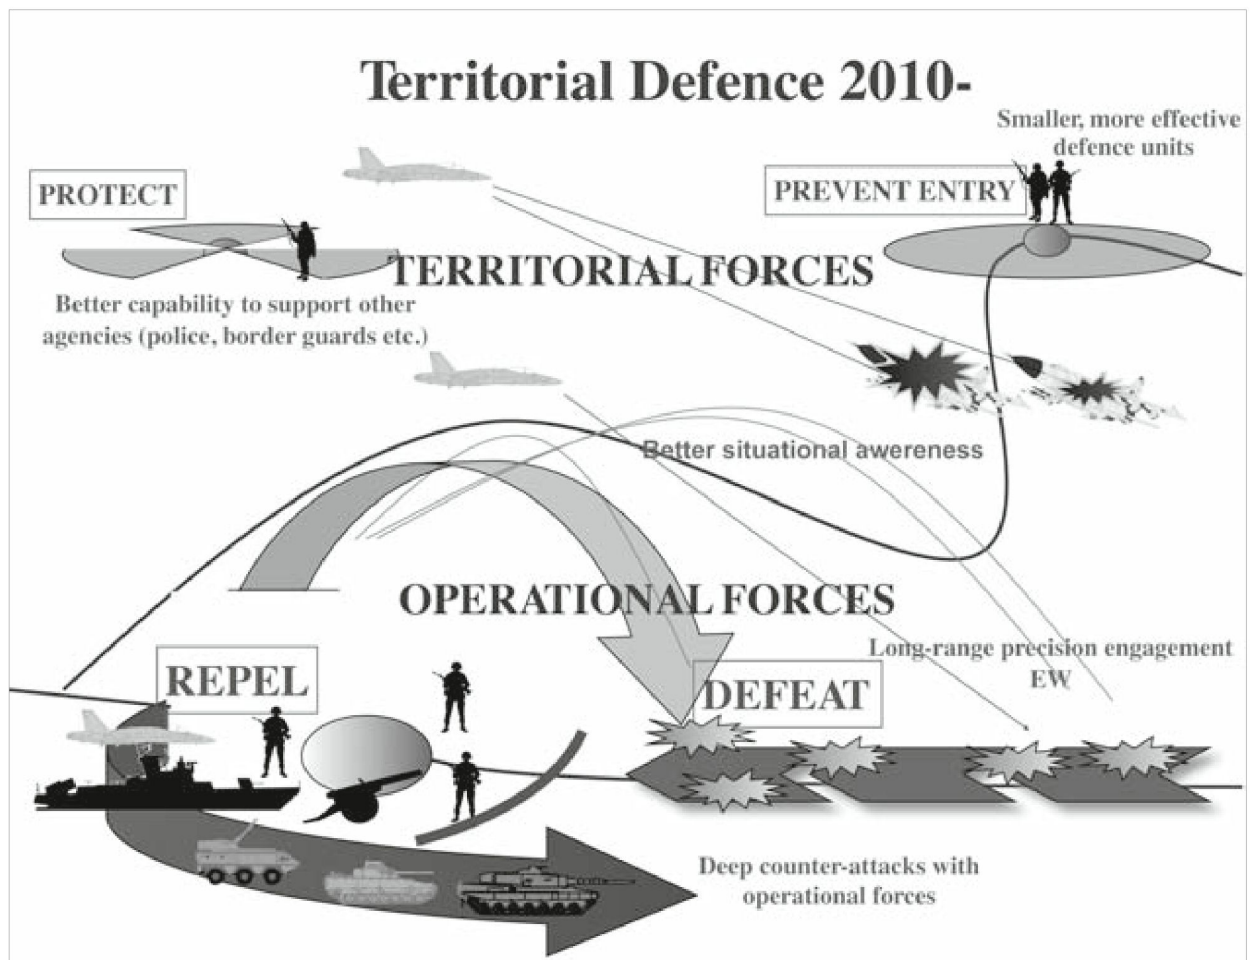 Territorial Defence 2010-
Smaller, more effective
defence units
PROTECT
PREVENT ENTRY
TERRITORIAL FORCES
Better capability to support other
agencies (police, border guards etc.)
Better situational awereness
OPERATIONAL FORCES
Long-range precision engagement
EW
REPEL
DEFEAT
Deep counter-attacks with
operational forces